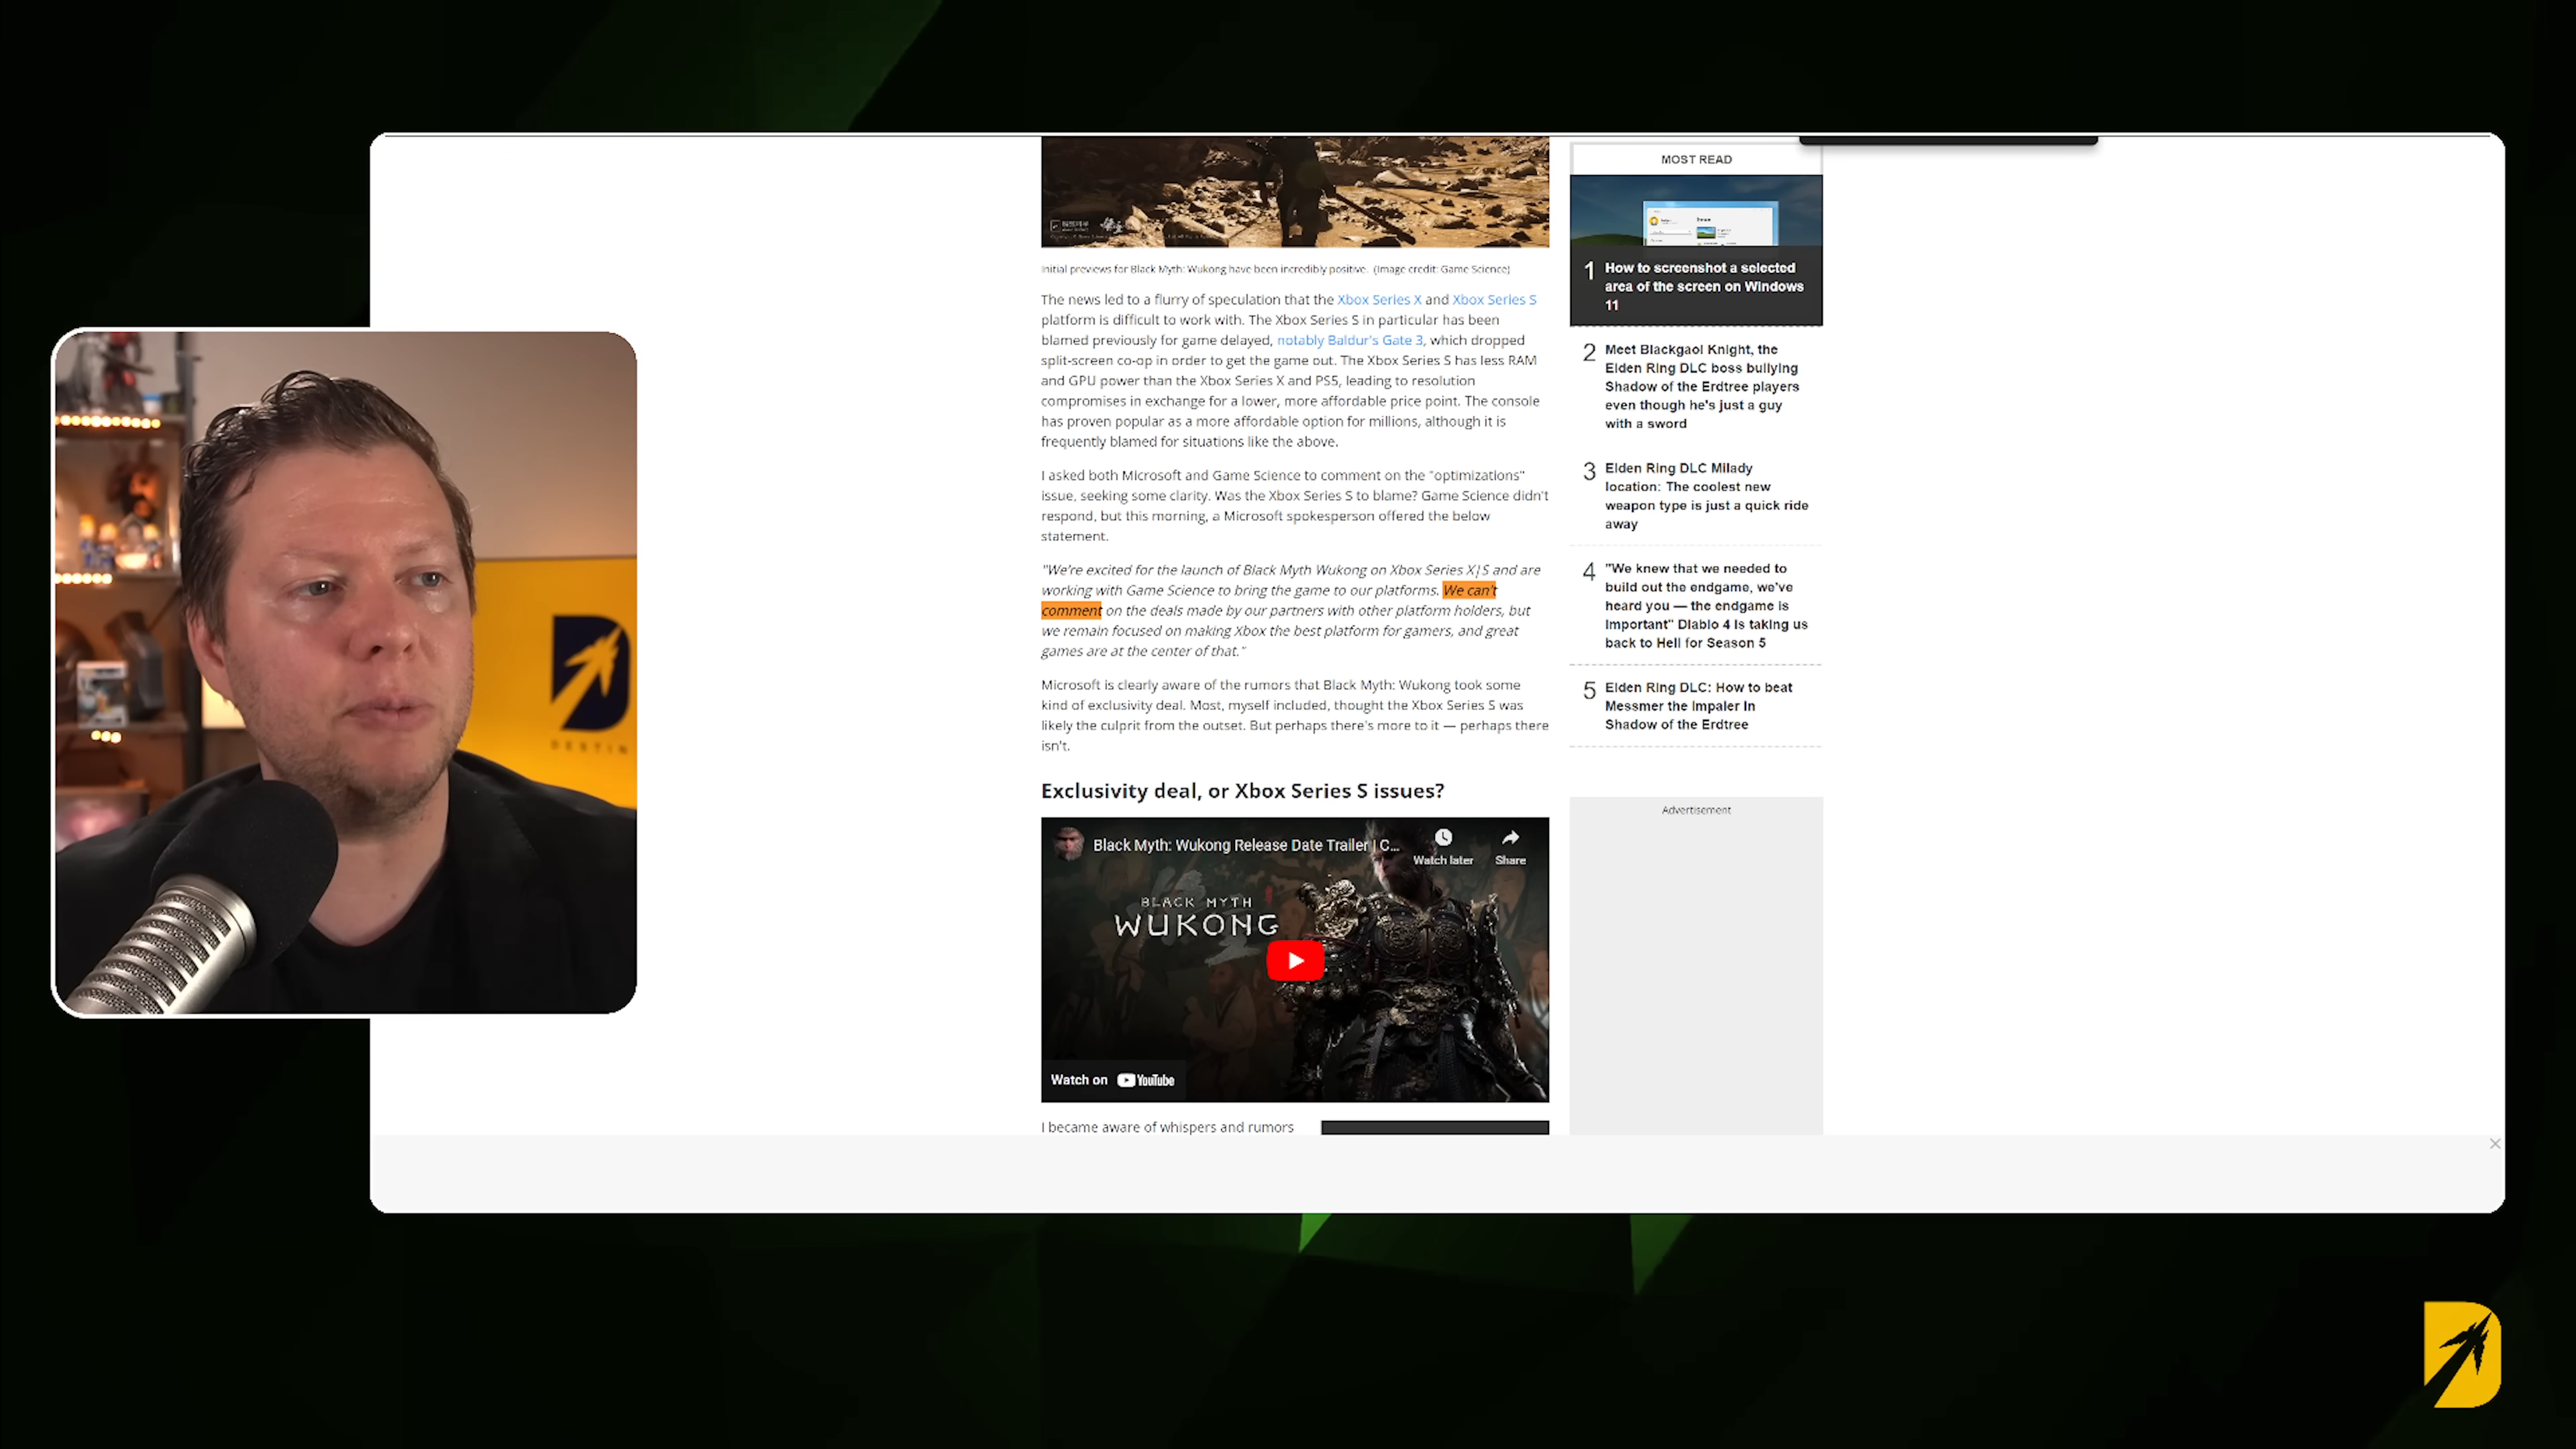 Initial previews for Black Myth: Wukong have been incredibly positive. (Image credit: Game Science)
The news led to a flurry of speculation that the Xbox Series X and Xbox Series S
platform is difficult to work with. The Xbox Series S in particular has been
blamed previously for game delayed, notably Baldur's Gate 3, which dropped
split-screen co-op in order to get the game out. The Xbox Series S has less RAM
and GPU power than the Xbox Series X and PS5, leading to resolution
compromises in exchange for a lower, more affordable price point. The console
has proven popular as a more affordable option for millions, although it is
frequently blamed for situations like the above.
I asked both Microsoft and Game Science to comment on the "optimizations"
issue, seeking some clarity. Was the Xbox Series S to blame? Game Science didn't
respond, but this morning, a Microsoft spokesperson offered the below
statement.
"We're excited for the launch of Black Myth Wukong on Xbox Series X|S and are
working with Game Science to bring the game to our platforms. We can't
comment on the deals made by our partners with other platform holders, but
we remain focused on making Xbox the best platform for gamers, and great
games are at the center of that."
Microsoft is clearly aware of the rumors that Black Myth: Wukong took some
kind of exclusivity deal. Most, myself included, thought the Xbox Series S was
likely the culprit from the outset. But perhaps there's more to it — perhaps there
isn't.
Exclusivity deal, or Xbox Series S issues?
Black Myth: Wukong Release Date Trailer | C...
Watch later
Share
BLACK MYTH
WUKONG
Watch on YouTube
I became aware of whispers and rumors
MOST READ
1 How to screenshot a selected
area of the screen on Windows
11
2 Meet Blackgaol Knight, the
Elden Ring DLC boss bullying
Shadow of the Erdtree players
even though he's just a guy
with a sword
3 Elden Ring DLC Milady
location: The coolest new
weapon type is just a quick ride
away
4 "We knew that we needed to
build out the endgame, we've
heard you — the endgame is
important" Diablo 4 is taking us
back to Hell for Season 5
5 Elden Ring DLC: How to beat
Messmer the Impaler in
Shadow of the Erdtree
Advertisement
DESTIN